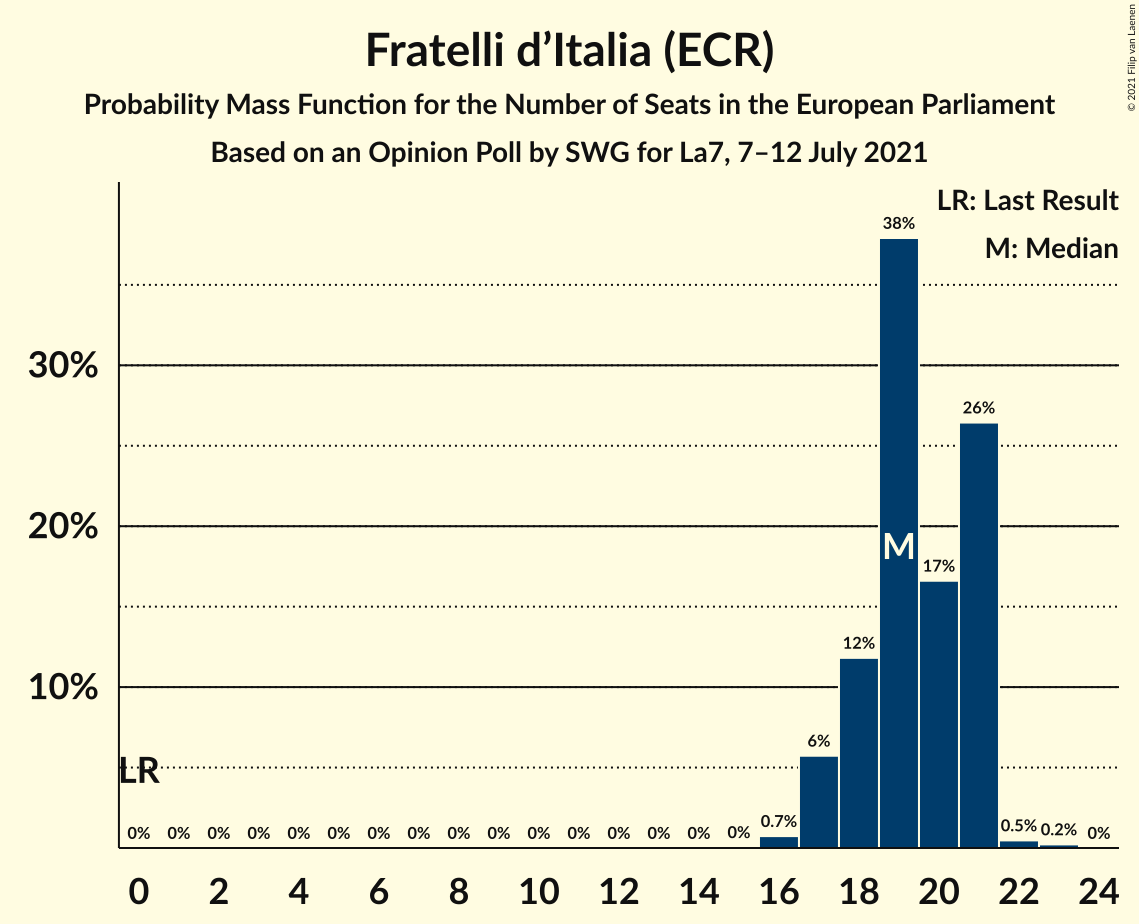 Fratelli d’Italia (ECR)
Probability Mass Function for the Number of Seats in the European Parliament
Based on an Opinion Poll by SWG for La7, 7–12 July 2021
© 2021 Filip van Laenen
LR: Last Result
M: Median
38%
30%
26%
20%
M
17%
12%
10%
6%
LR
0% 0% 0% 0% 0% 0% 0% 0% 0% 0% 0% 0% 0% 0% 0% 0% 0.7% 0.5% 0.2% 0%
0 2 4 6 8 10 12 14 16 18 20 22 24